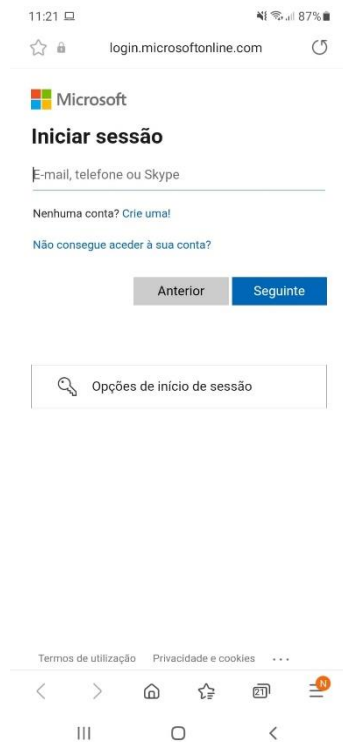 11:21 87%
login.microsoftonline.com
Microsoft
Iniciar sessão
E-mail, telefone ou Skype
Nenhuma conta? Crie uma!
Não consegue aceder à sua conta?
Anterior Seguinte
Opções de início de sessão
Termos de utilização Privacidade e cookies ...
21 N